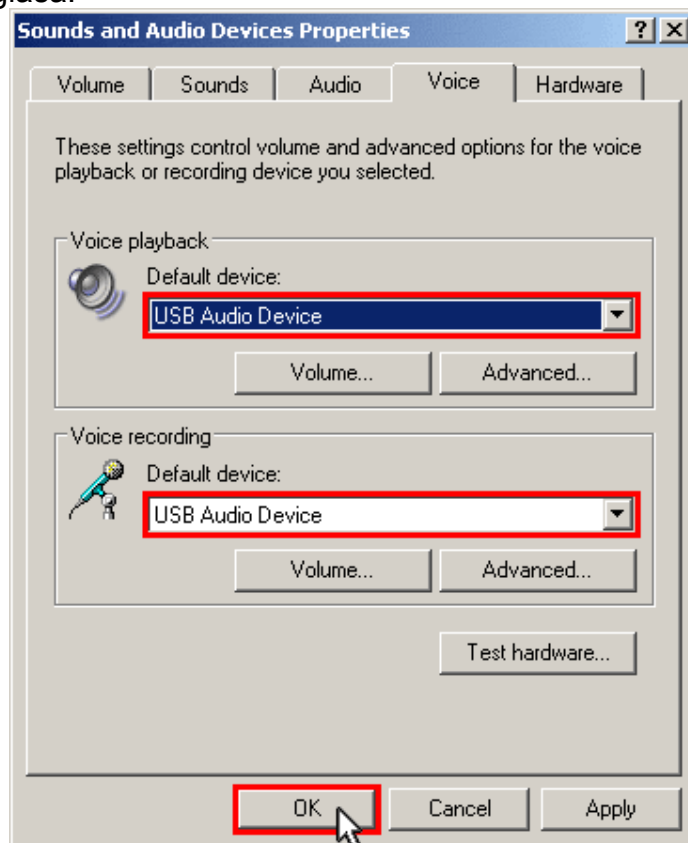 Sounds and Audio Devices Properties
Volume Sounds Audio Voice Hardware
These settings control volume and advanced options for the voice
playback or recording device you selected.
Voice playback
Default device:
USB Audio Device
Volume... Advanced...
Voice recording
Default device:
USB Audio Device
Volume... Advanced...
Test hardware...
OK Cancel Apply